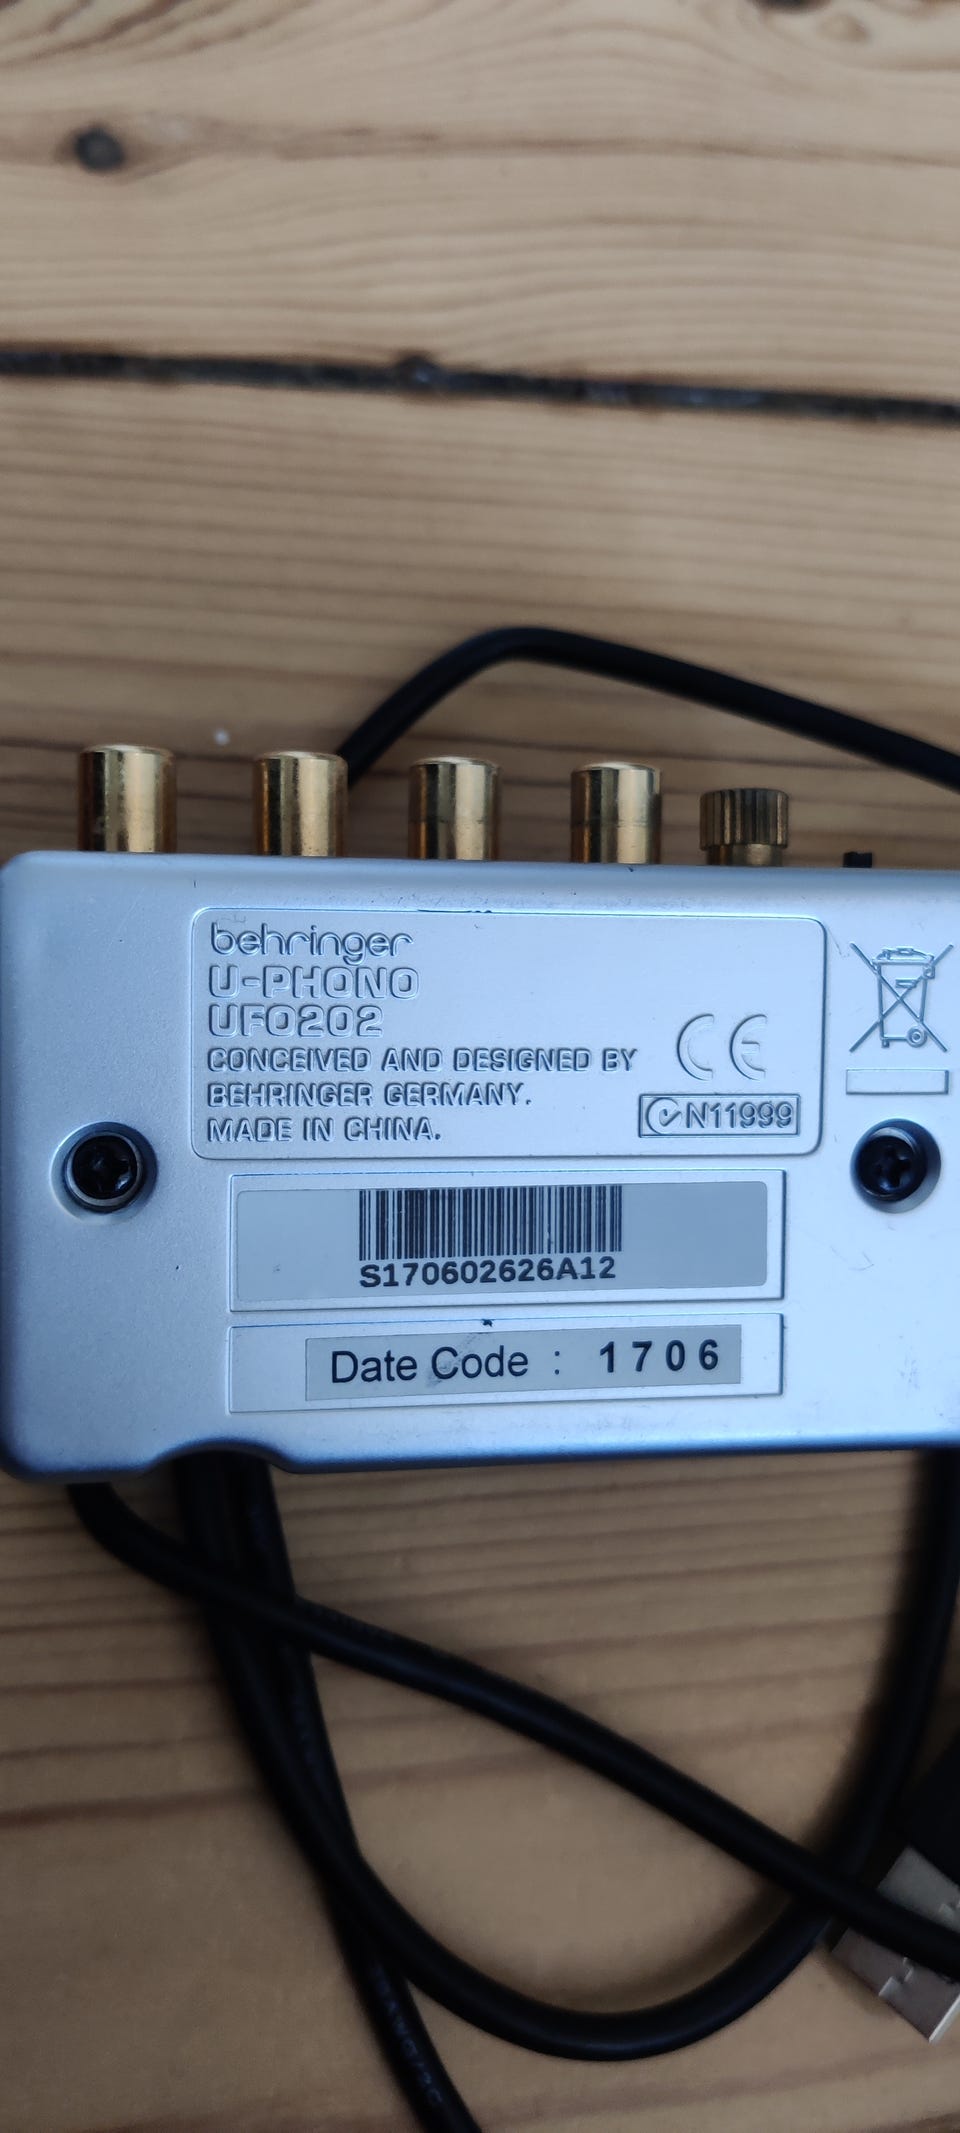 behringer
U-PHONO
UFO202
CONCEIVED AND DESIGNED BY
BEHRINGER GERMANY.
MADE IN CHINA.
CE
N11999
S170602626A12
Date Code : 1706